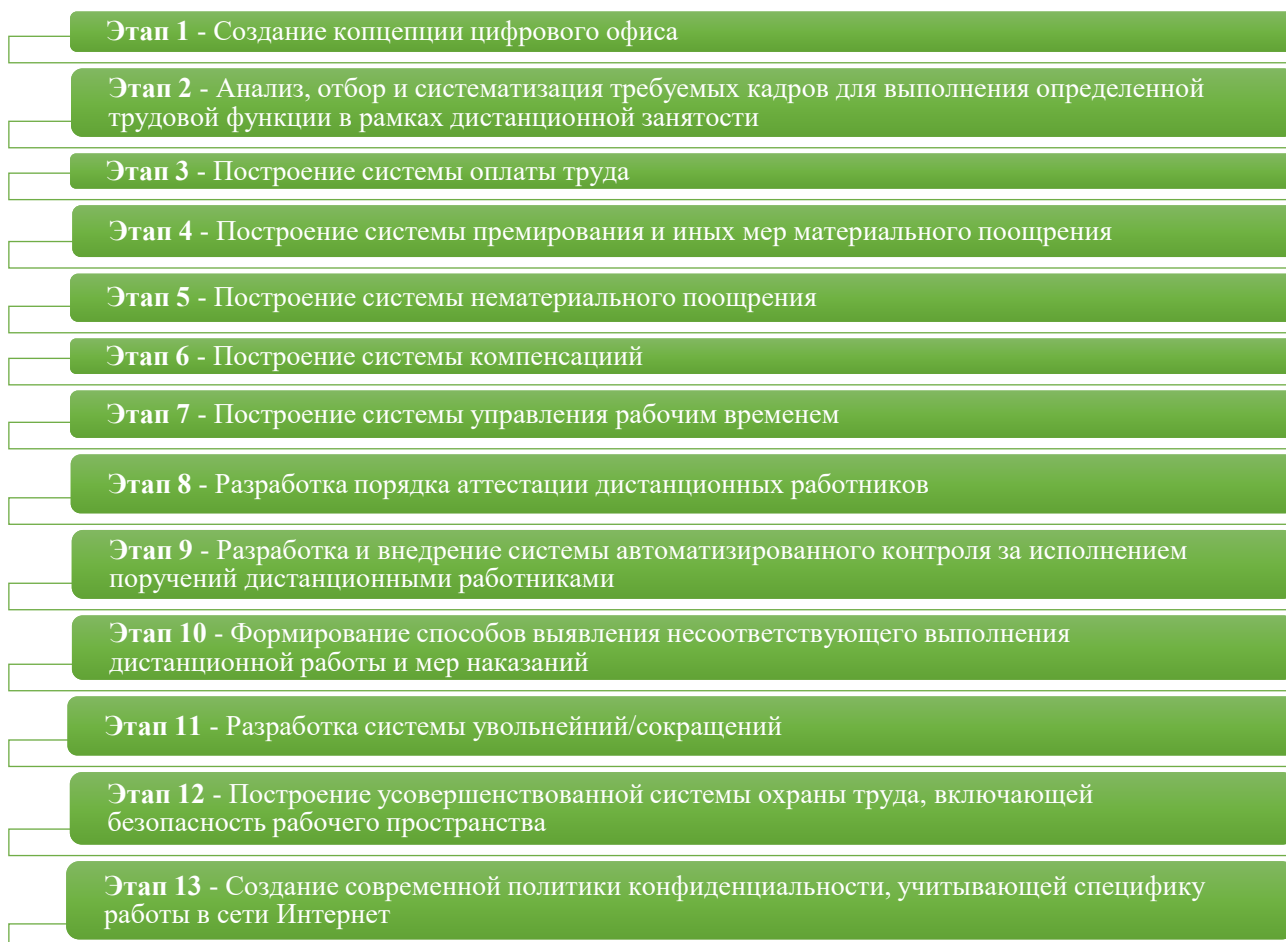 Этап 1 - Создание копцепции цифрового офиса
Этап 2 - Анализ, отбор и систематизация требуемых кадров для выполнения определенной
трудовой функции в рамках дистанционной занятости
Этап 3 - Построение системы оплаты труда
Этап 4 - Построение системы премирования и иных мер материального поощрения
Этап 5 - Построение системы нематериального поощрения
Этап 6 - Построение системы компенсациий
Этап 7 - Построение системы управления рабочим временем
Этап 8 - Разработка порядка аттестации дистанционных работников
Этап 9 - Разработка и внедрение системы автоматизированного контроля за исполнением
поручений дистанционными работниками
Этап 10 - Формирование способов выявления несоответствующего выполнения
дистанционной работы и мер наказаний
Этап 11 - Разработка системы увольнейний/сокращений
Этап 12 - Построение усовершенствованной системы охраны труда, включающей
безопасность рабочего пространства
Этап 13 - Создание современной политики конфиденциальности, учитывающей специфику
работы в сети Интернет